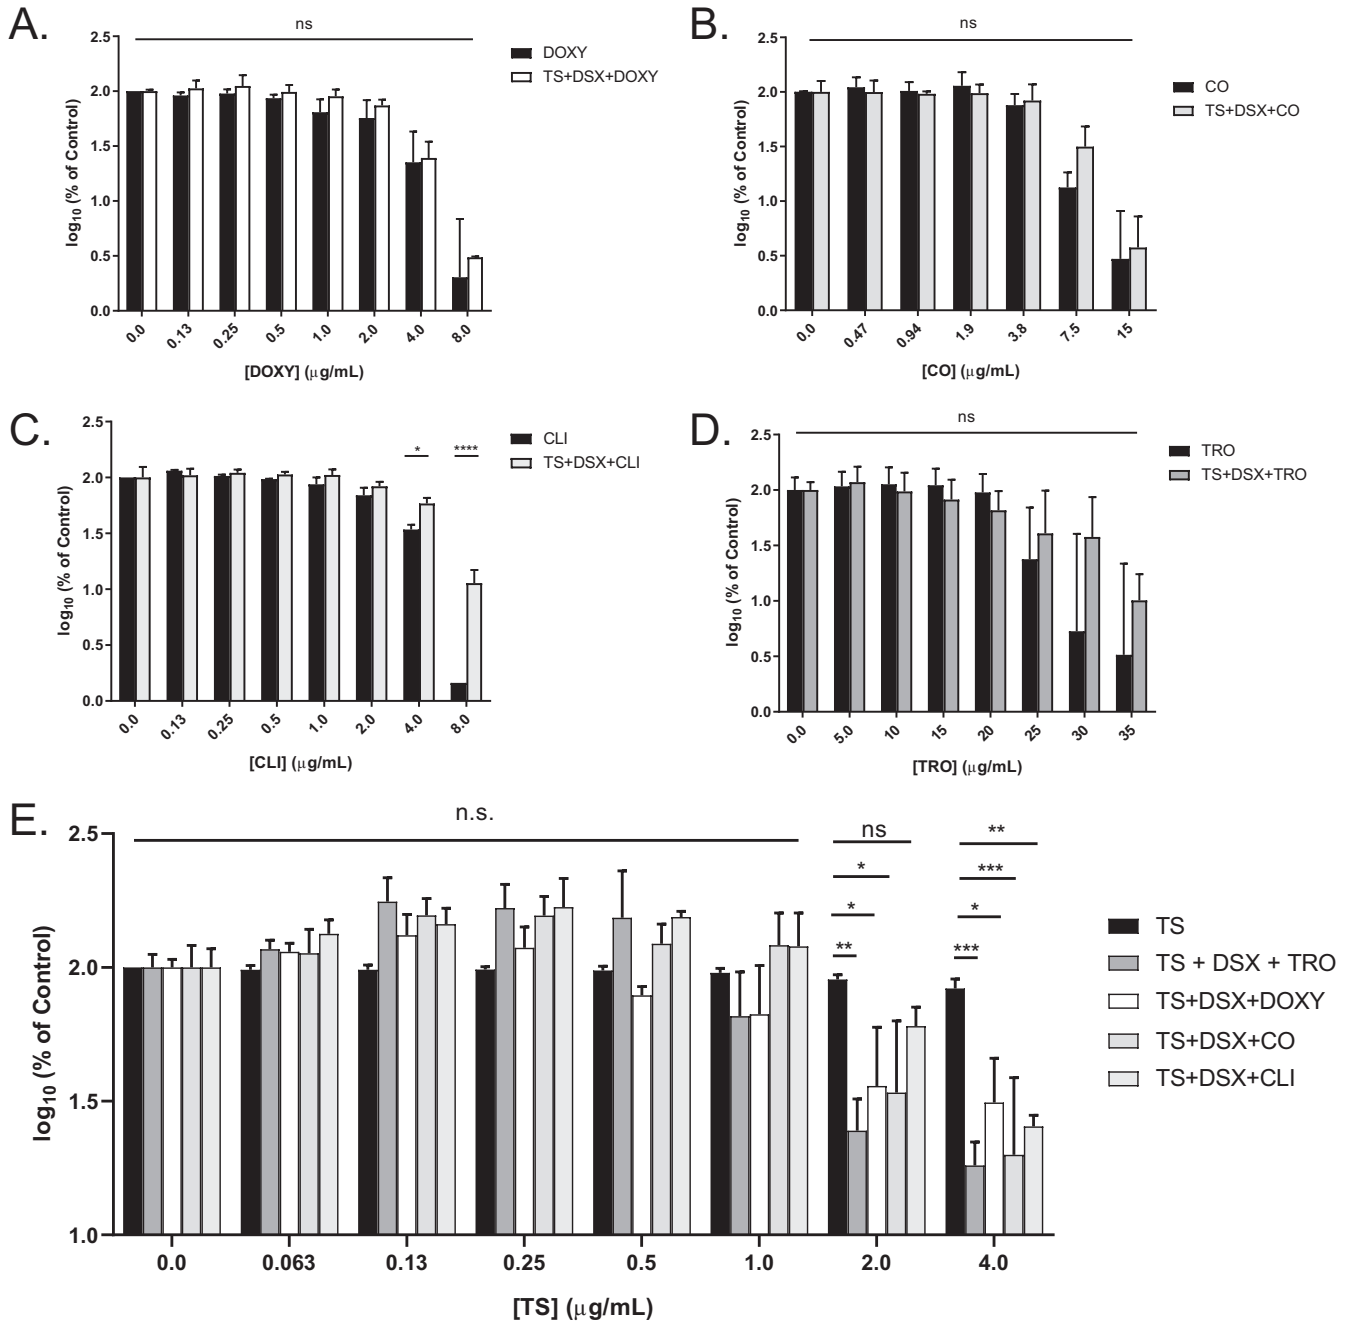 A.
ns
2.5
2.0
1.5
1.0
0.5
0.0
log10 (% of Control)
0.0 0.13 0.25 0.5 1.0 2.0 4.0 8.0
[DOXY] (μg/mL)
DOXY
TS+DSX+DOXY
B.
ns
2.5
2.0
1.5
1.0
0.5
0.0
log10 (% of Control)
0.0 0.47 0.94 1.9 3.8 7.5 15
[CO] (μg/mL)
CO
TS+DSX+CO
C.
2.5
2.0
1.5
1.0
0.5
0.0
log10 (% of Control)
* ****
0.0 0.13 0.25 0.5 1.0 2.0 4.0 8.0
[CLI] (μg/mL)
CLI
TS+DSX+CLI
D.
ns
2.5
2.0
1.5
1.0
0.5
0.0
log10 (% of Control)
0.0 5.0 10 15 20 25 30 35
[TRO] (μg/mL)
TRO
TS+DSX+TRO
E.
n.s.
2.5
2.0
1.5
1.0
log10 (% of Control)
ns
*
*
**
**
***
*
***
0.0 0.063 0.13 0.25 0.5 1.0 2.0 4.0
[TS] (μg/mL)
TS
TS + DSX + TRO
TS+DSX+DOXY
TS+DSX+CO
TS+DSX+CLI